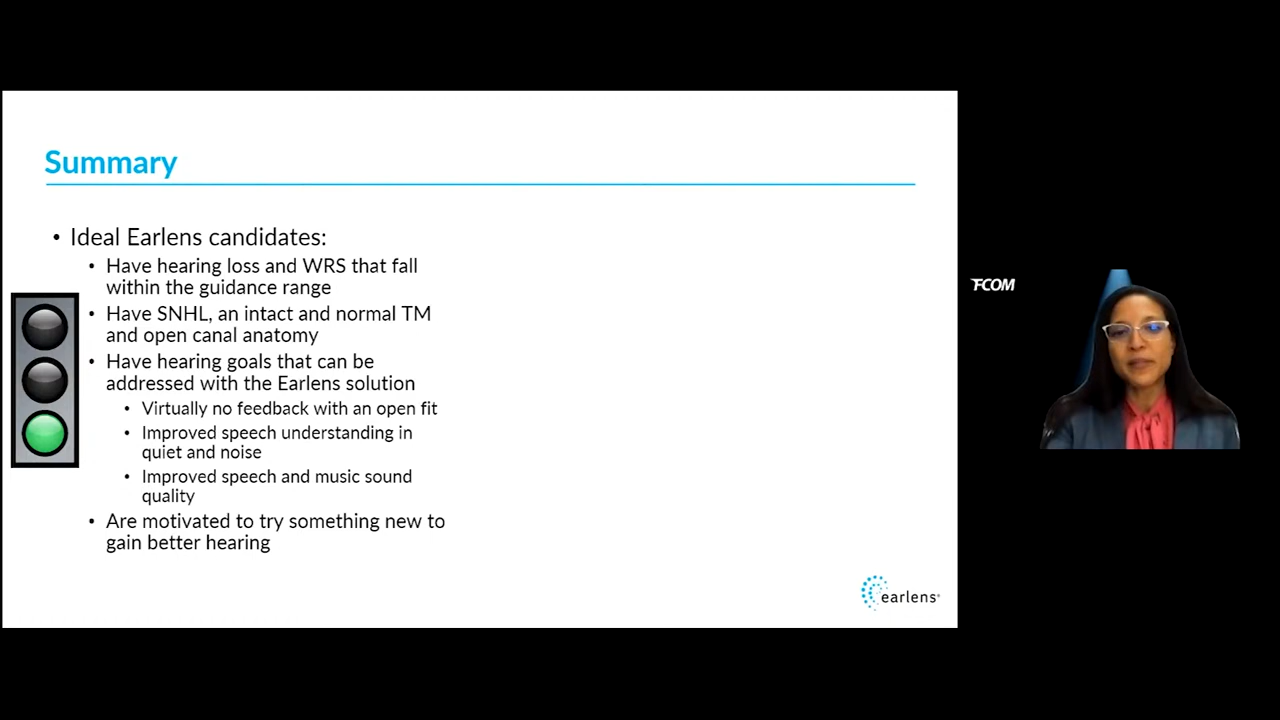 Summary
• Ideal Earlens candidates:
• Have hearing loss and WRS that fall
within the guidance range
• Have SNHL, an intact and normal TM
and open canal anatomy
• Have hearing goals that can be
addressed with the Earlens solution
• Virtually no feedback with an open fit
• Improved speech understanding in
quiet and noise
• Improved speech and music sound
quality
• Are motivated to try something new to
gain better hearing
earlens
FCOM